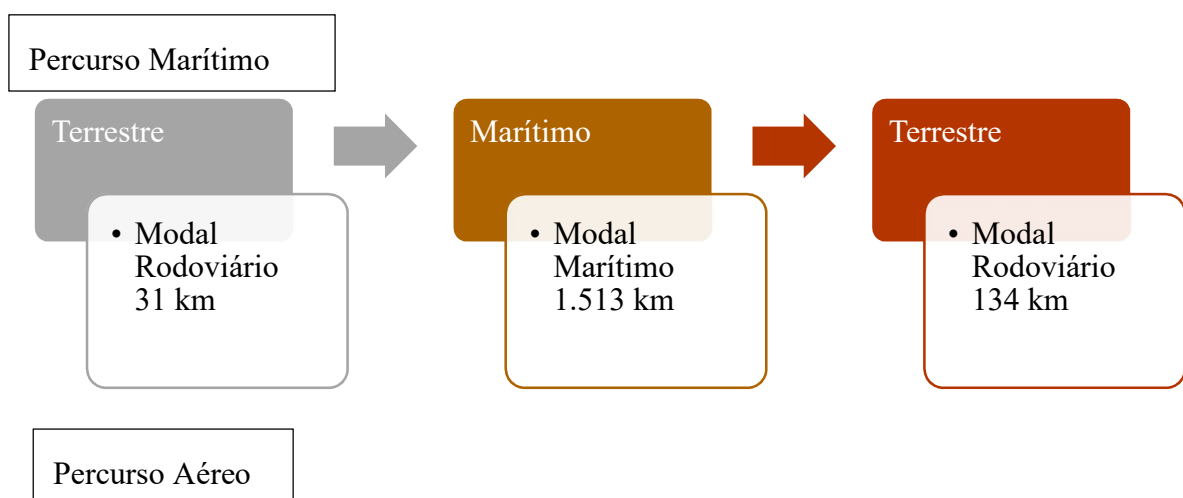 Percurso Marítimo
Terrestre
• Modal
Rodoviário
31 km
Marítimo
• Modal
Marítimo
1.513 km
Terrestre
• Modal
Rodoviário
134 km
Percurso Aéreo